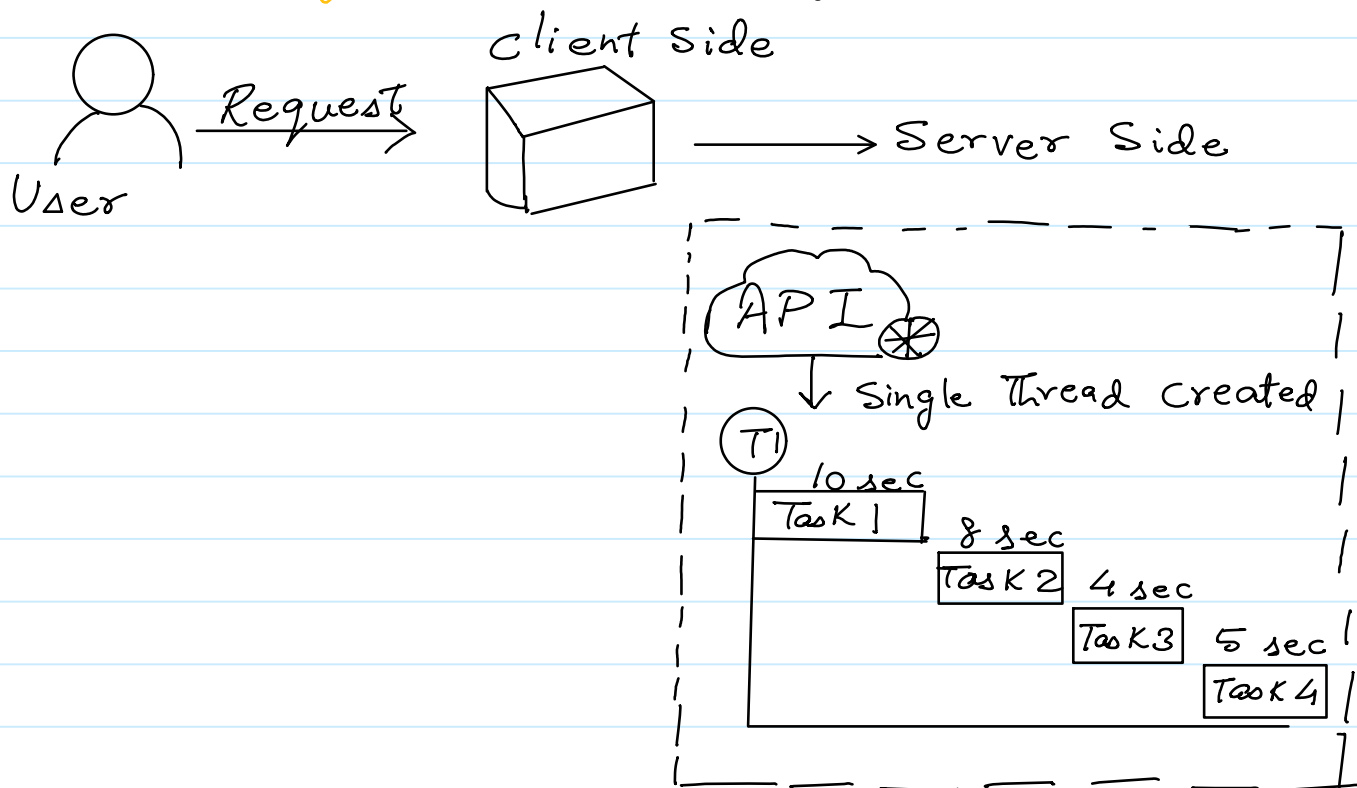 Client Side
Request
Server Side
User
API
Single Thread Created
T1
10 sec
Task 1
8 sec
Task 2
4 sec
Task 3
5 sec
Task 4